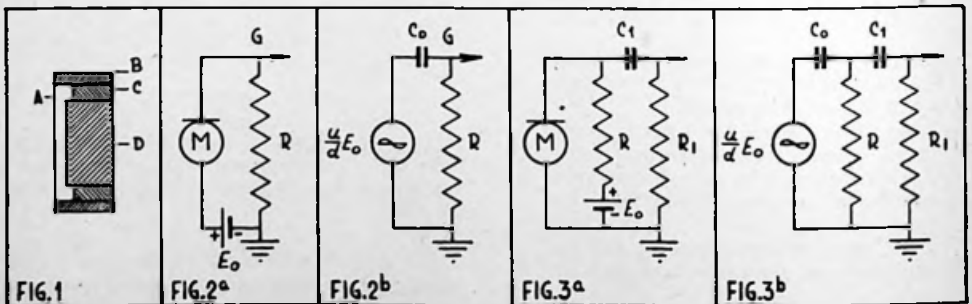 A
B
C
D
FIG.1
G
M
R
E₀
+ -
FIG.2ᵃ
C₀
G
u/d E₀
R
FIG.2ᵇ
C₁
M
R
R₁
+
- E₀
FIG.3ᵃ
C₀
C₁
u/d E₀
R
R₁
FIG.3ᵇ